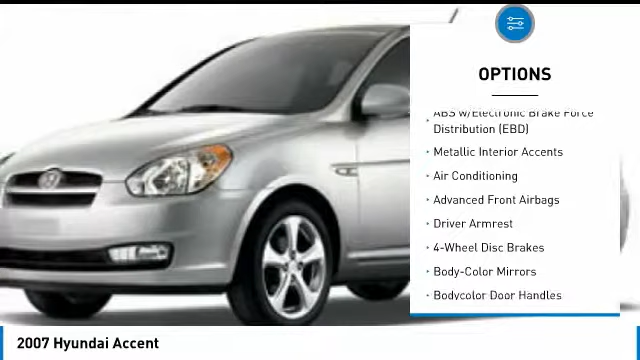 OPTIONS
ABS w/Electronic Brake Force
Distribution (EBD)
Metallic Interior Accents
Air Conditioning
Advanced Front Airbags
Driver Armrest
4-Wheel Disc Brakes
Body-Color Mirrors
Bodycolor Door Handles
2007 Hyundai Accent